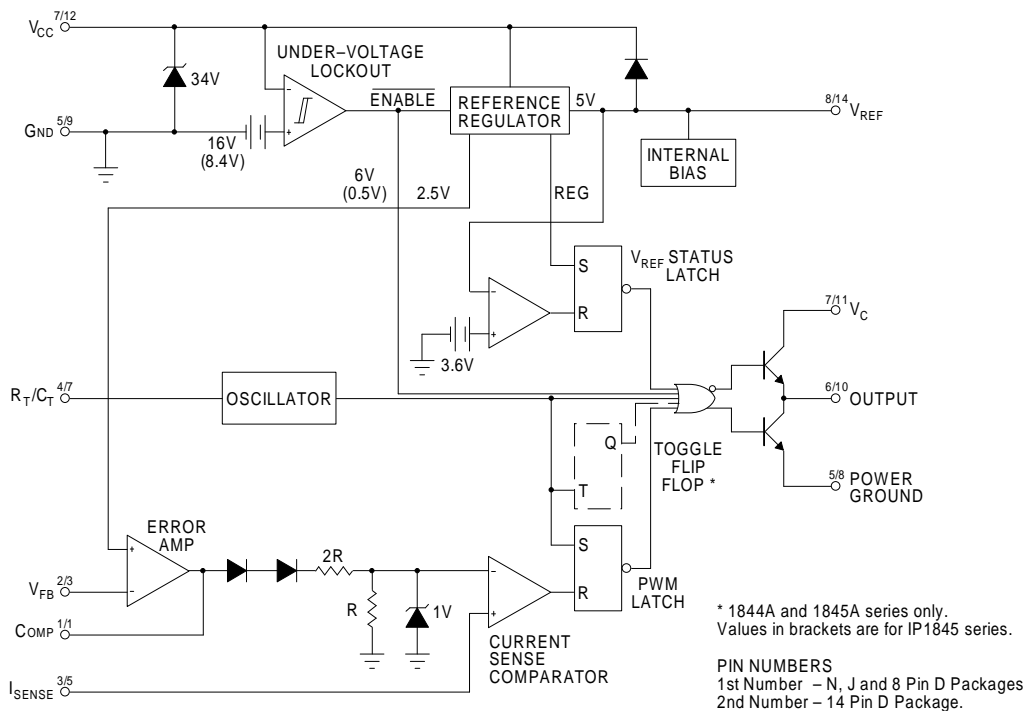 7/12
VCC
34V
UNDER–VOLTAGE
LOCKOUT
ENABLE
REFERENCE
REGULATOR
5V
8/14
VREF
GND 5/9
16V
(8.4V)
INTERNAL
BIAS
6V
(0.5V)
2.5V
REG
S
R
VREF STATUS
LATCH
3.6V
7/11
VC
RT/CT 4/7
OSCILLATOR
6/10
OUTPUT
Q
T
TOGGLE
FLIP
FLOP *
5/8
POWER
GROUND
ERROR
AMP
2R
R
1V
S
R
PWM
LATCH
VFB 2/3
COMP 1/1
CURRENT
SENSE
COMPARATOR
ISENSE 3/5
* 1844A and 1845A series only.
Values in brackets are for IP1845 series.
PIN NUMBERS
1st Number – N, J and 8 Pin D Packages
2nd Number – 14 Pin D Package.